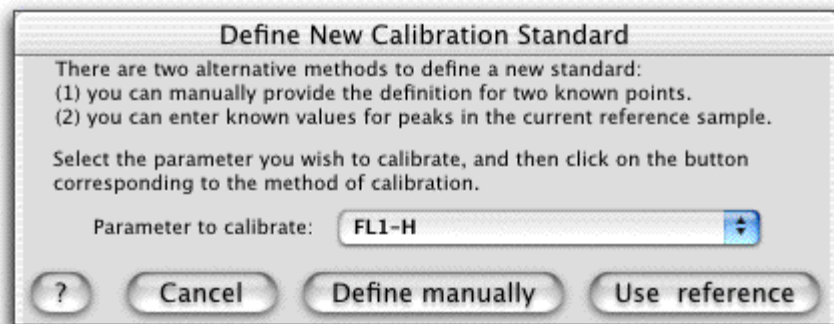 Define New Calibration Standard
There are two alternative methods to define a new standard:
(1) you can manually provide the definition for two known points.
(2) you can enter known values for peaks in the current reference sample.
Select the parameter you wish to calibrate, and then click on the button
corresponding to the method of calibration.
Parameter to calibrate: FL1-H
? Cancel Define manually Use reference